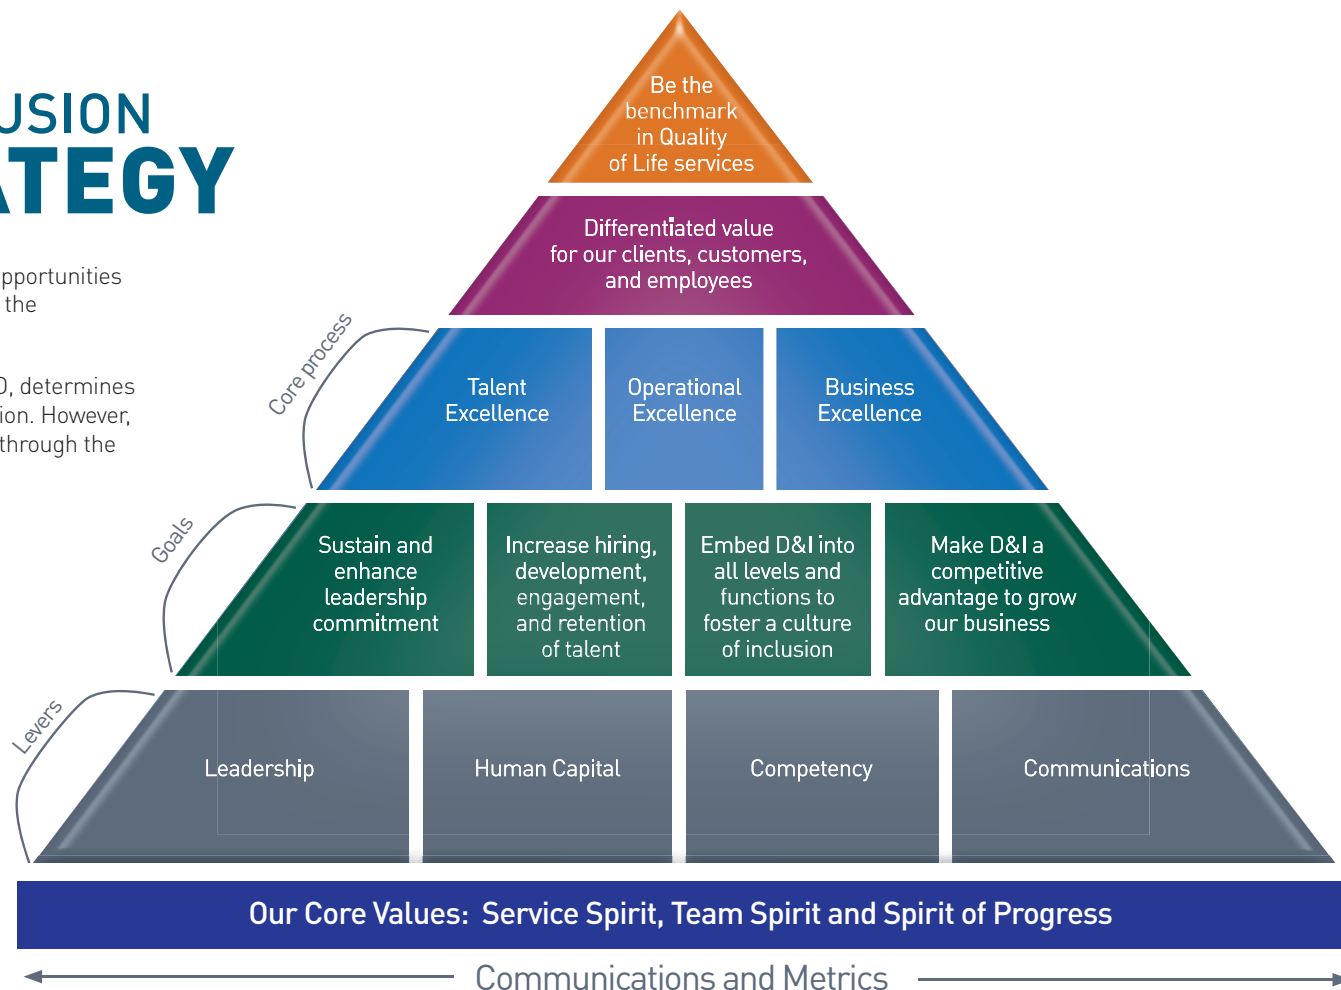 USION
ATEGY
opportunities
the
O, determines
ion. However,
through the
Be the
benchmark
in Quality
of Life services
Differentiated value
for our clients, customers,
and employees
Core process
Talent
Excellence
Operational
Excellence
Business
Excellence
Goals
Sustain and
enhance
leadership
commitment
Increase hiring,
development,
engagement,
and retention
of talent
Embed D&I into
all levels and
functions to
foster a culture
of inclusion
Make D&I a
competitive
advantage to grow
our business
Levers
Leadership
Human Capital
Competency
Communications
Our Core Values: Service Spirit, Team Spirit and Spirit of Progress
Communications and Metrics